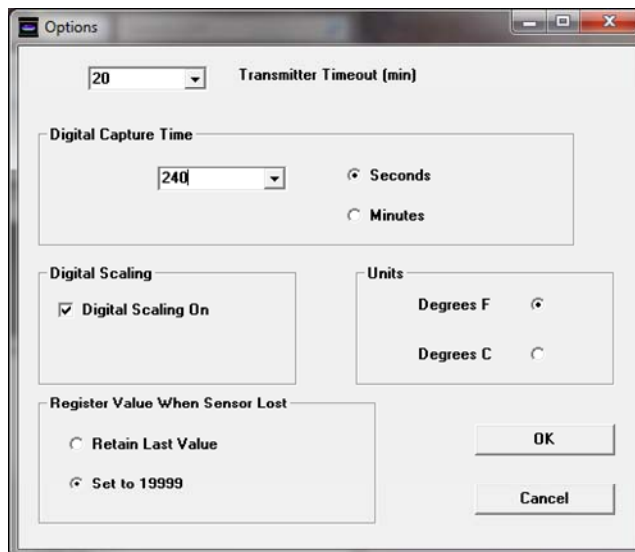 Options
20 Transmitter Timeout (min)
Digital Capture Time
240 Seconds
Minutes
Digital Scaling
Digital Scaling On
Units
Degrees F
Degrees C
Register Value When Sensor Lost
Retain Last Value
Set to 19999
OK
Cancel